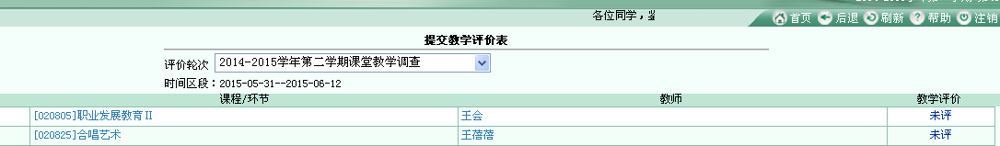 各位同学，
首页 后退 刷新 帮助 注销
提交教学评价表
评价轮次 2014-2015学年第二学期课堂教学调查
时间区段：2015-05-31--2015-06-12
课程/环节 教师 教学评价
[020805]职业发展教育Ⅱ 王会 未评
[020825]合唱艺术 王蓓蓓 未评